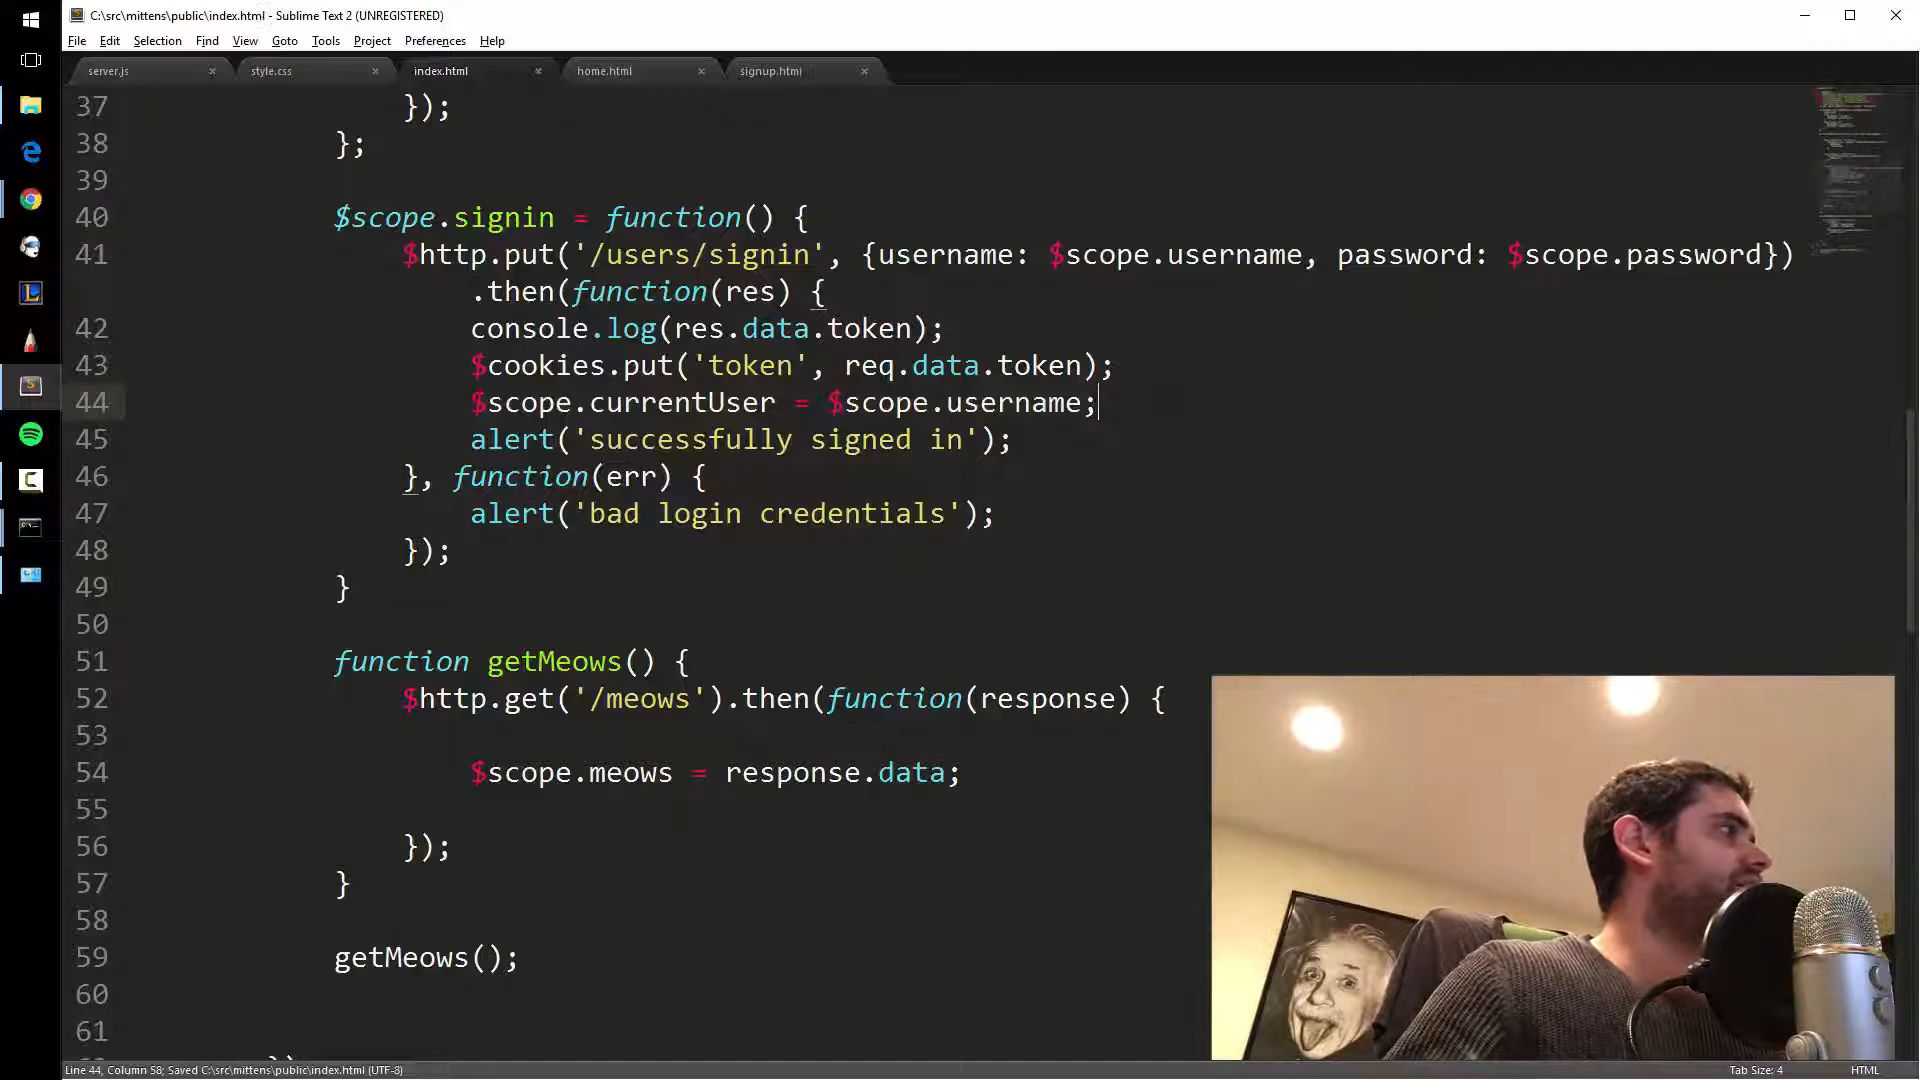 C:\src\mittens\public\index.html - Sublime Text 2 (UNREGISTERED)
File Edit Selection Find View Goto Tools Project Preferences Help
server.js × style.css × index.html × home.html × signup.html ×
37 });
38 };
39
40 $scope.signin = function() {
41 $http.put('/users/signin', {username: $scope.username, password: $scope.password})
.then(function(res) {
42 console.log(res.data.token);
43 $cookies.put('token', req.data.token);
44 $scope.currentUser = $scope.username;
45 alert('successfully signed in');
46 }, function(err) {
47 alert('bad login credentials');
48 });
49 }
50
51 function getMeows() {
52 $http.get('/meows').then(function(response) {
53
54 $scope.meows = response.data;
55
56 });
57 }
58
59 getMeows();
60
61
Line 44, Column 58; Saved C:\src\mittens\public\index.html (UTF-8) Tab Size: 4 HTML